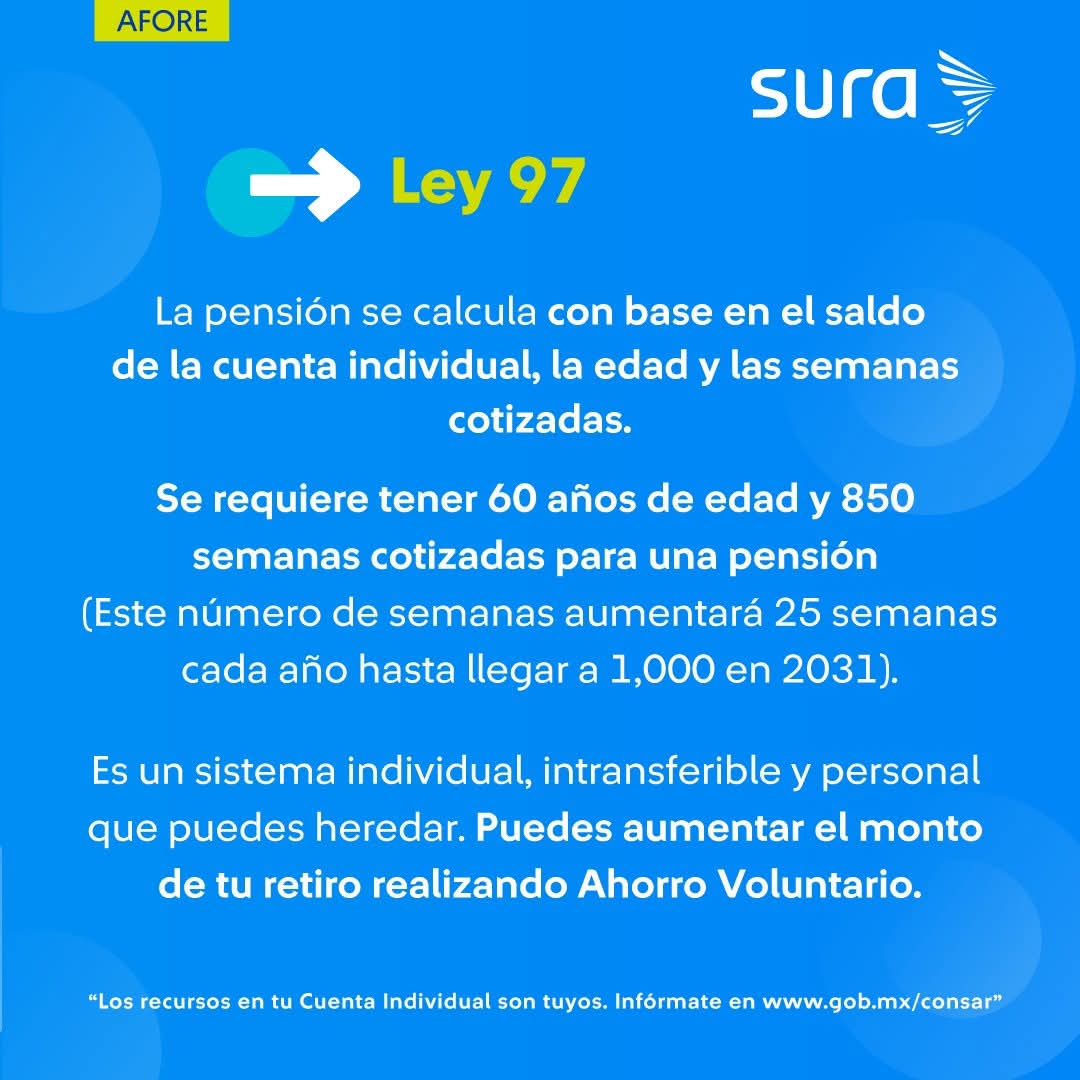 AFORE
sura
Ley 97
La pensión se calcula con base en el saldo
de la cuenta individual, la edad y las semanas
cotizadas.
Se requiere tener 60 años de edad y 850
semanas cotizadas para una pensión
(Este número de semanas aumentará 25 semanas
cada año hasta llegar a 1,000 en 2031).
Es un sistema individual, intransferible y personal
que puedes heredar. Puedes aumentar el monto
de tu retiro realizando Ahorro Voluntario.
“Los recursos en tu Cuenta Individual son tuyos. Infórmate en www.gob.mx/consar”